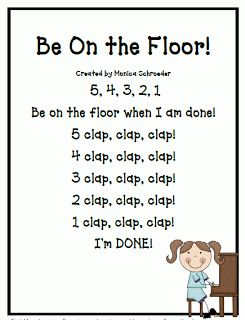 Be On the Floor!
Created by Monica Schroeder
5, 4, 3, 2, 1
Be on the floor when I am done!
5 clap, clap, clap!
4 clap, clap, clap!
3 clap, clap, clap!
2 clap, clap, clap!
1 clap, clap, clap!
I'm DONE!